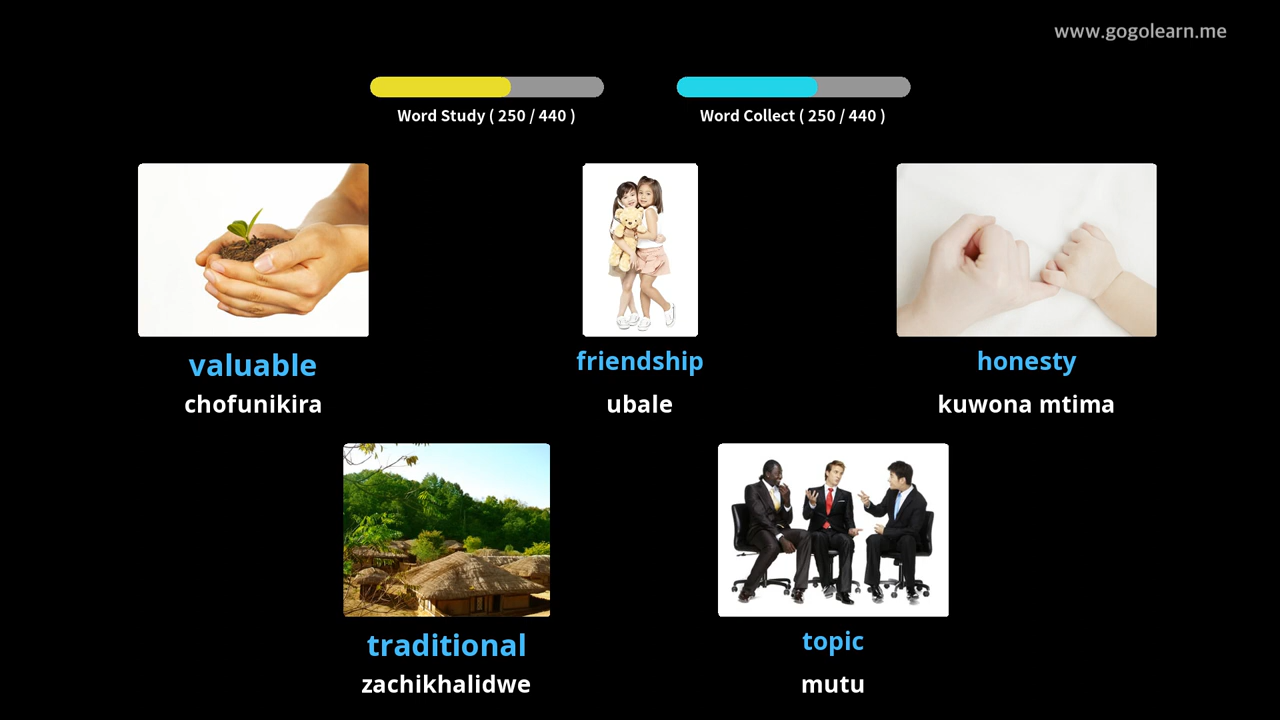 www.gogolearn.me
Word Study ( 250 / 440 )
Word Collect ( 250 / 440 )
valuable
chofunikira
friendship
ubale
honesty
kuwona mtima
traditional
zachikhalidwe
topic
mutu